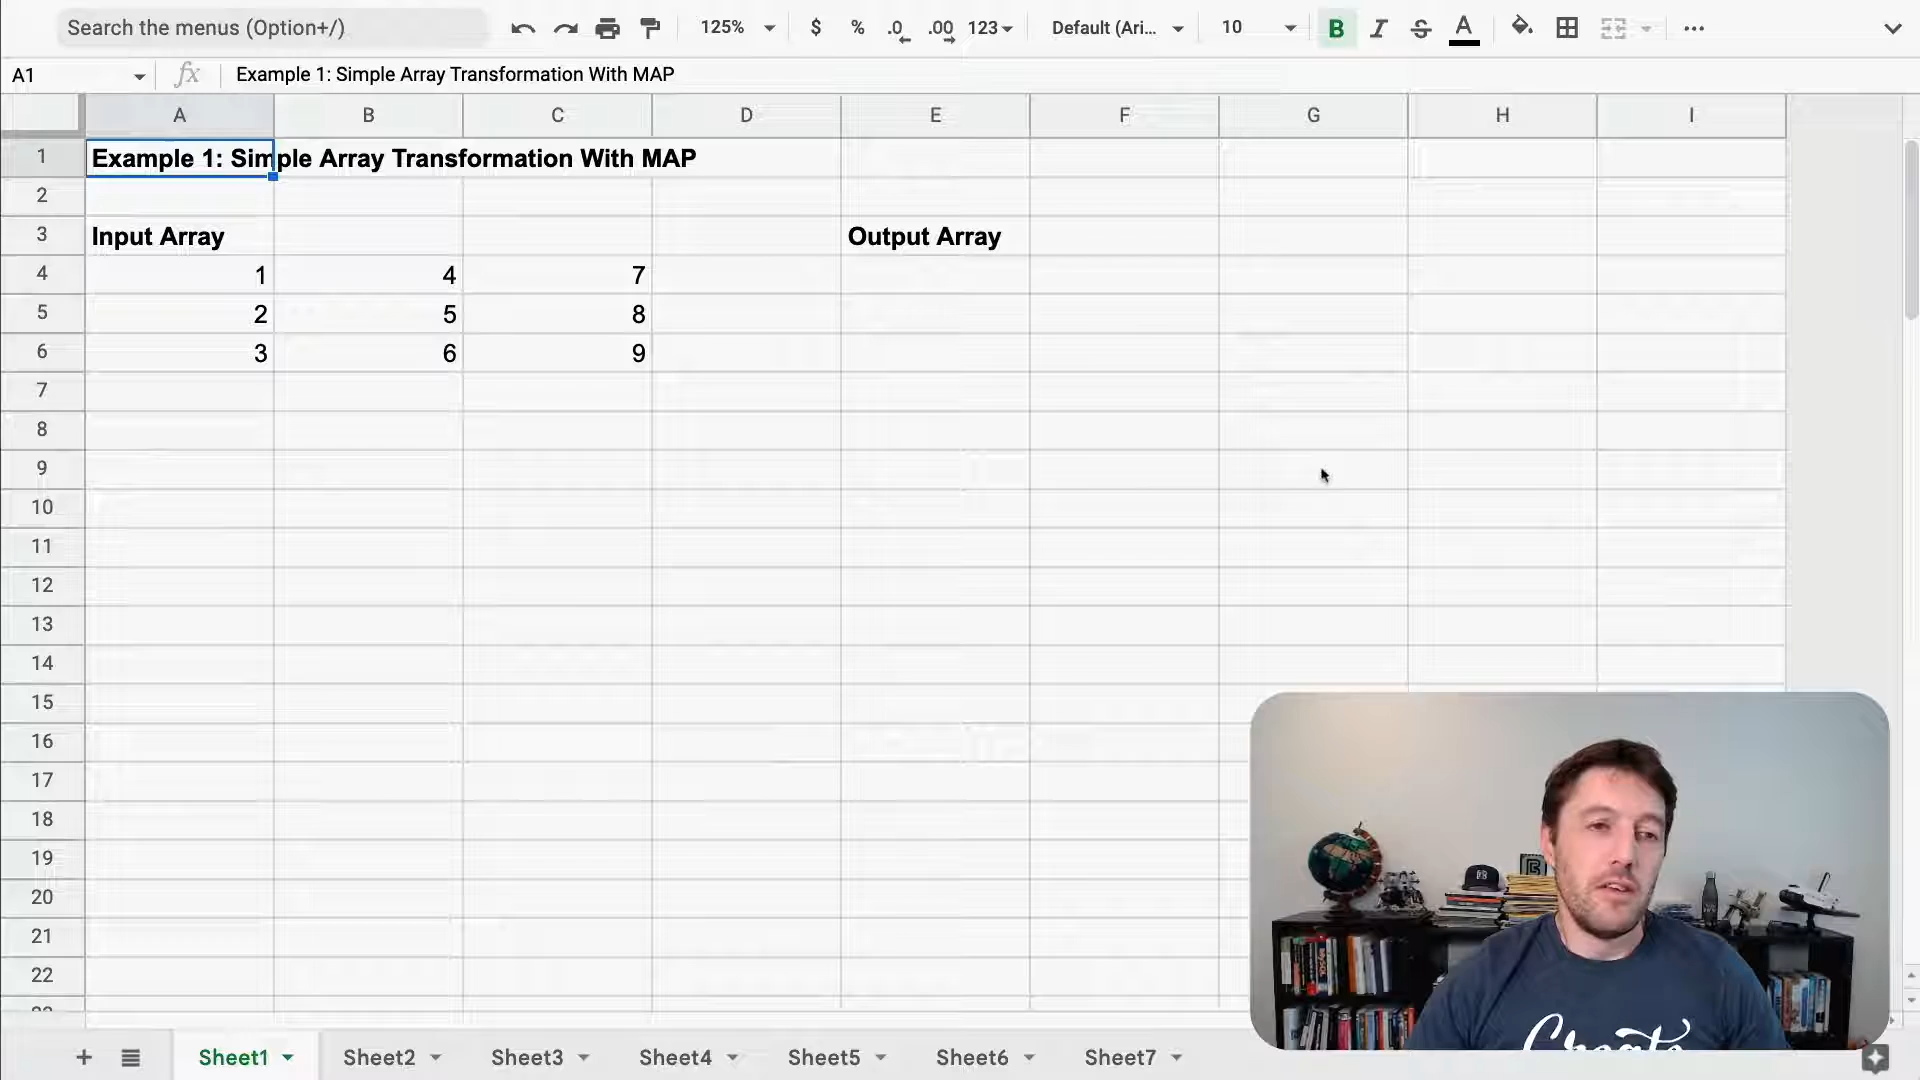 Search the menus (Option+/)
125%
$ % .0 .00 123
Default (Ari...
10
B I S A
A1
fx
Example 1: Simple Array Transformation With MAP
A B C D E F G H I
1 Example 1: Simple Array Transformation With MAP
2
3 Input Array Output Array
4 1 4 7
5 2 5 8
6 3 6 9
7
8
9
10
11
12
13
14
15
16
17
18
19
20
21
22
MySQL
Create
+ Sheet1 Sheet2 Sheet3 Sheet4 Sheet5 Sheet6 Sheet7